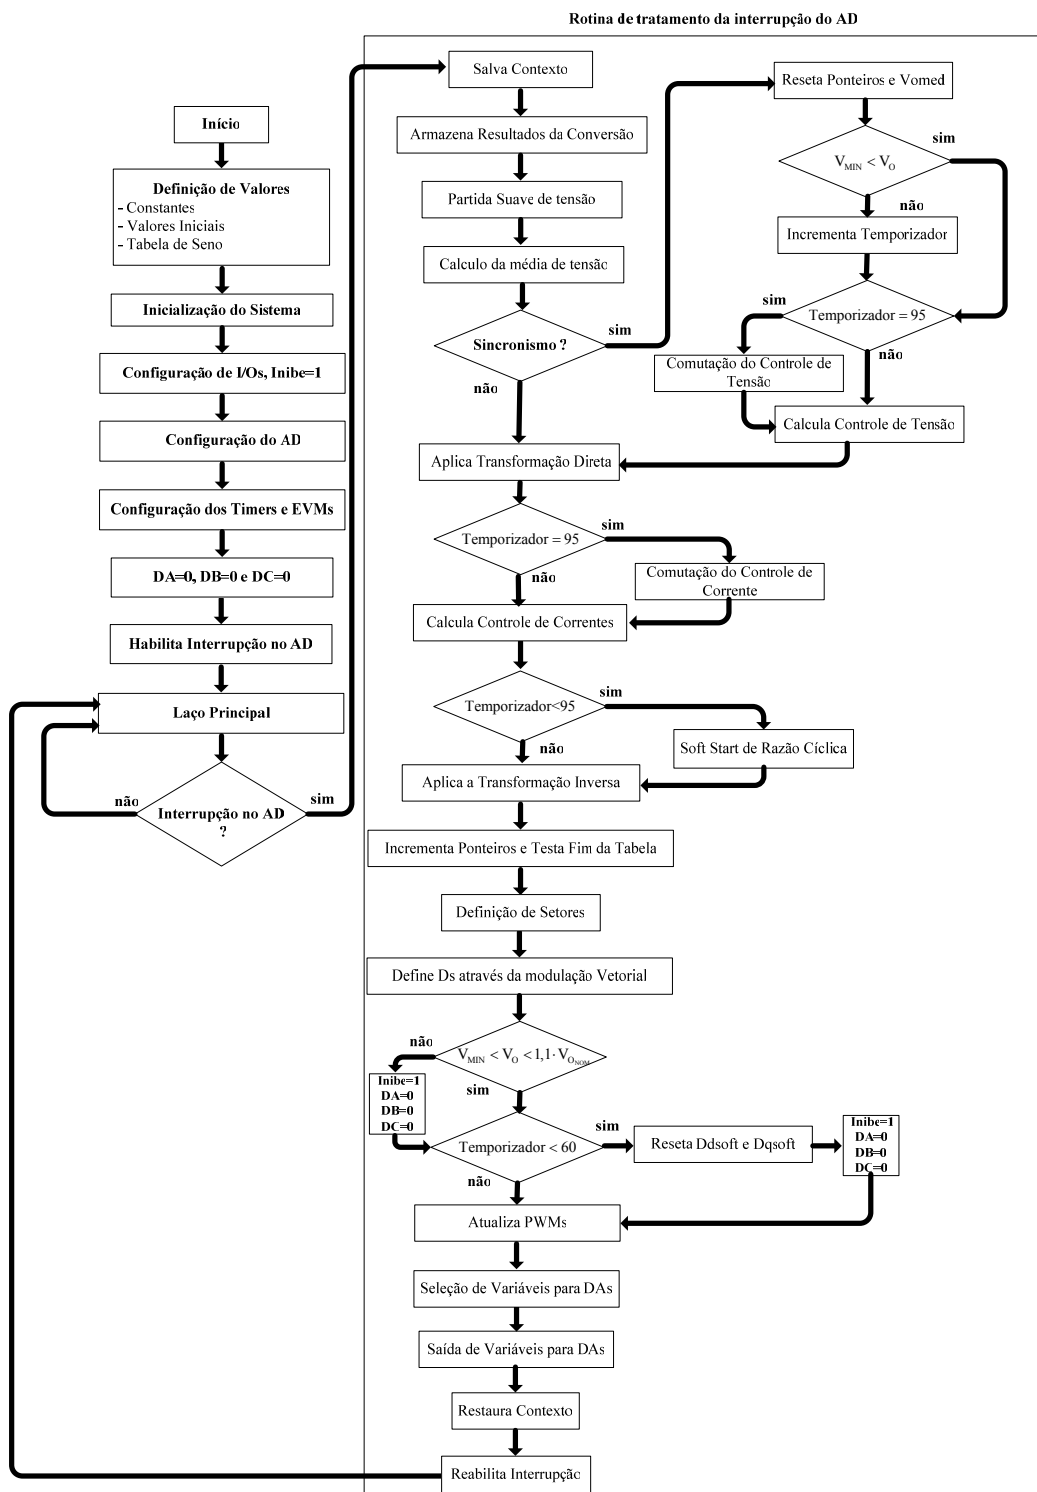 Rotina de tratamento da interrupção do AD
Início
Definição de Valores
- Constantes
- Valores Iniciais
- Tabela de Seno
Inicialização do Sistema
Configuração de I/Os, Inibe=1
Configuração do AD
Configuração dos Timers e EVMs
DA=0, DB=0 e DC=0
Habilita Interrupção no AD
Laço Principal
não
Interrupção no AD
?
sim
Salva Contexto
Armazena Resultados da Conversão
Partida Suave de tensão
Calculo da média de tensão
Sincronismo ?
sim
não
Reseta Ponteiros e Vomed
V_MIN < V_O
sim
não
Incrementa Temporizador
sim
Temporizador = 95
não
Comutação do Controle de
Tensão
Calcula Controle de Tensão
Aplica Transformação Direta
Temporizador = 95
sim
não
Comutação do Controle de
Corrente
Calcula Controle de Correntes
Temporizador<95
sim
não
Soft Start de Razão Cíclica
Aplica a Transformação Inversa
Incrementa Ponteiros e Testa Fim da Tabela
Definição de Setores
Define Ds através da modulação Vetorial
não
V_MIN < V_O < 1,1·V_ONOM
sim
Inibe=1
DA=0
DB=0
DC=0
Temporizador < 60
sim
não
Reseta Ddsoft e Dqsoft
Inibe=1
DA=0
DB=0
DC=0
Atualiza PWMs
Seleção de Variáveis para DAs
Saída de Variáveis para DAs
Restaura Contexto
Reabilita Interrupção